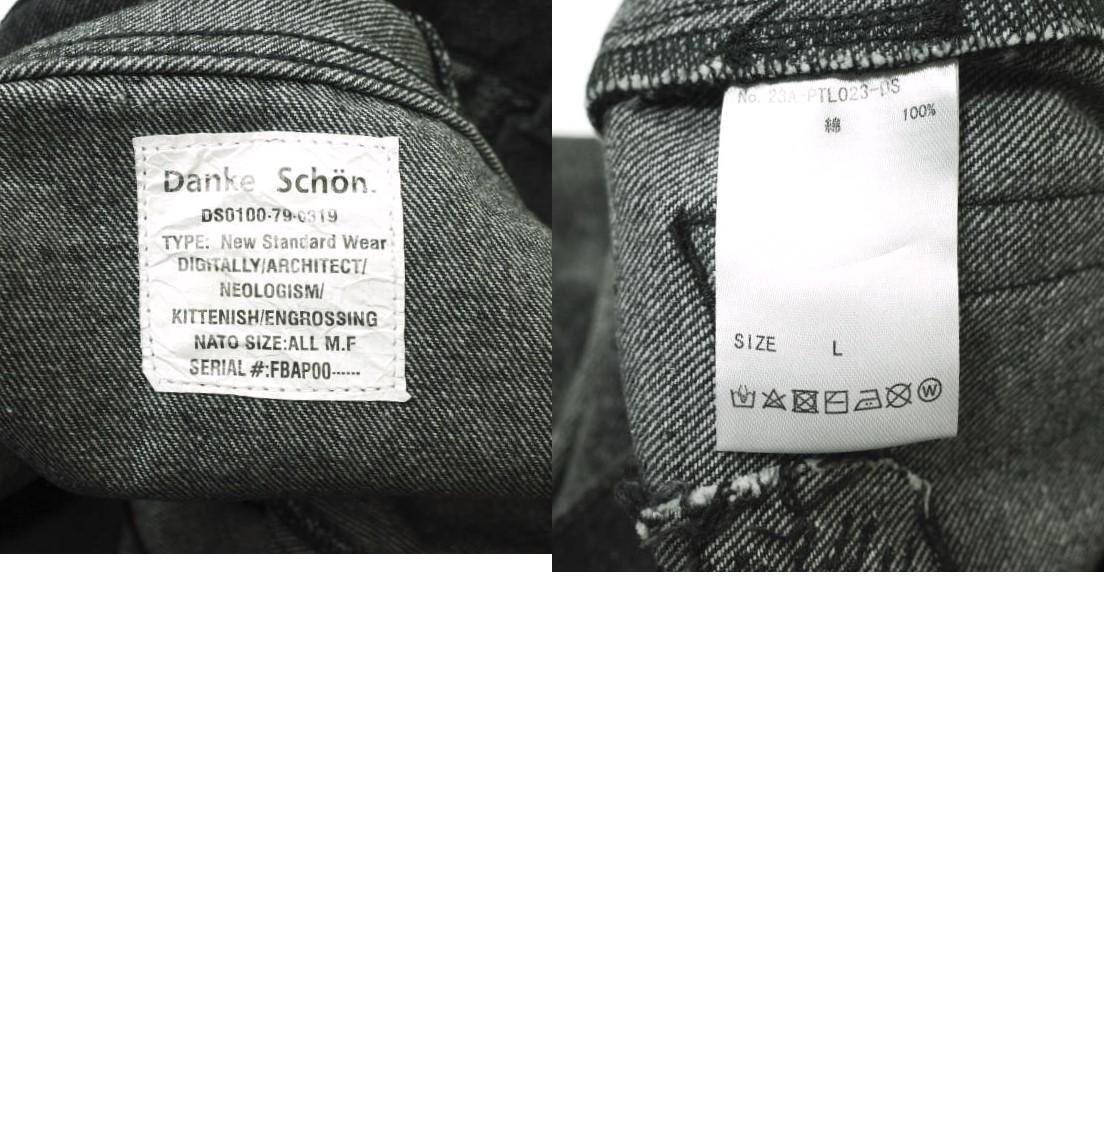 Danke Schön.
DS0100-79-0319
TYPE: New Standard Wear
DIGITALLY/ARCHITECT/
NEOLOGISM/
KITTENISH/ENGROSSING
NATO SIZE:ALL M.F
SERIAL #:FBAP00------
No. 23A-PTL023-DS
綿 100%
SIZE L
W